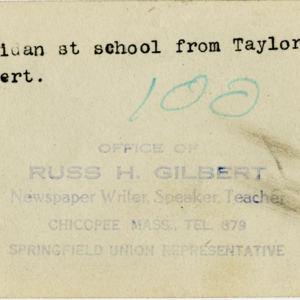 idan st school from Taylor
ert.
100
OFFICE OF
RUSS H. GILBERT
Newspaper Writer, Speaker, Teacher
CHICOPEE MASS., TEL. 679
SPRINGFIELD UNION REPRESENTATIVE